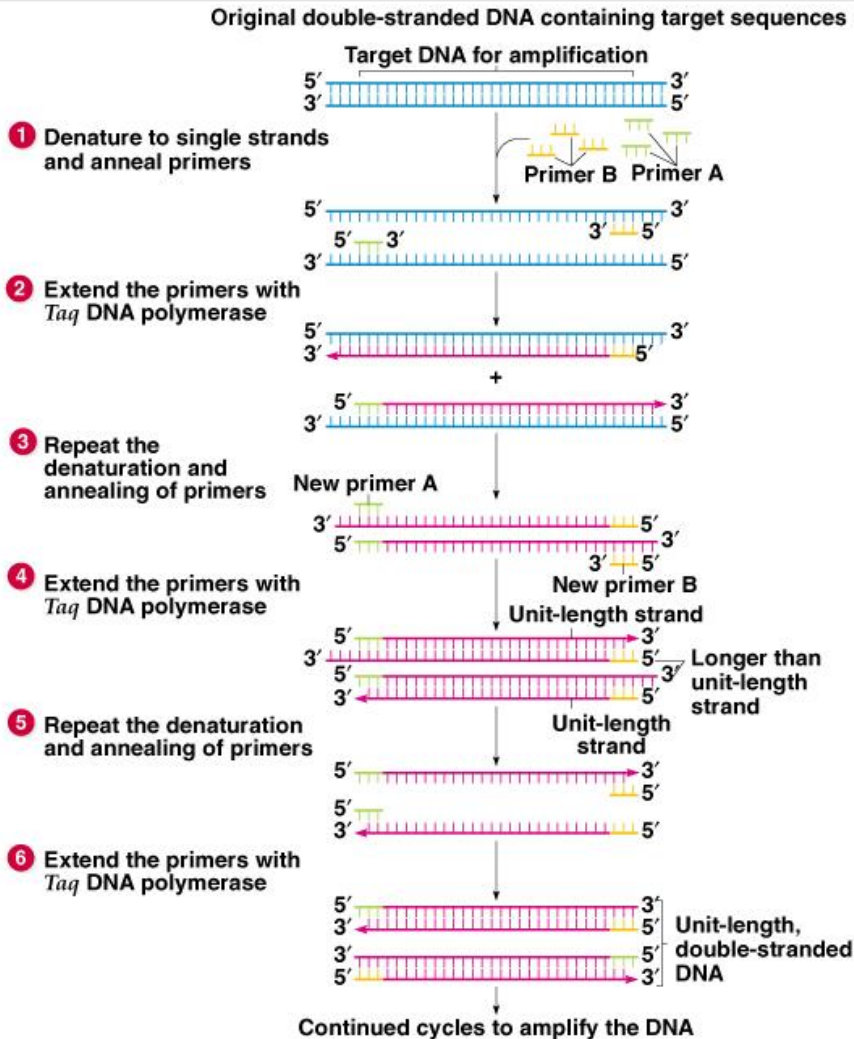 Original double-stranded DNA containing target sequences
Target DNA for amplification
5′ 3′
3′ 5′
1 Denature to single strands
and anneal primers
Primer B Primer A
5′ 3′
3′ 5′
5′ 3′
3′ 5′
2 Extend the primers with
Taq DNA polymerase
5′ 3′
3′ 5′
+
5′ 3′
3′ 5′
3 Repeat the
denaturation and
annealing of primers
New primer A
3′ 5′
5′ 3′
3′ 5′
New primer B
4 Extend the primers with
Taq DNA polymerase
Unit-length strand
5′ 3′
3′ 5′
5′ 3′
3′ 5′
Longer than
unit-length
strand
Unit-length
strand
5 Repeat the denaturation
and annealing of primers
5′ 3′
5′
5′
3′ 5′
6 Extend the primers with
Taq DNA polymerase
5′ 3′
3′ 5′
3′ 5′
5′ 3′
Unit-length,
double-stranded
DNA
Continued cycles to amplify the DNA